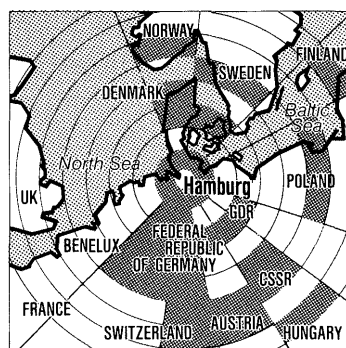 NORWAY
FINLAND
SWEDEN
DENMARK
Baltic
Sea
North Sea
Hamburg
POLAND
UK
GDR
BENELUX
FEDERAL
REPUBLIC
OF GERMANY
CSSR
FRANCE
AUSTRIA
SWITZERLAND
HUNGARY